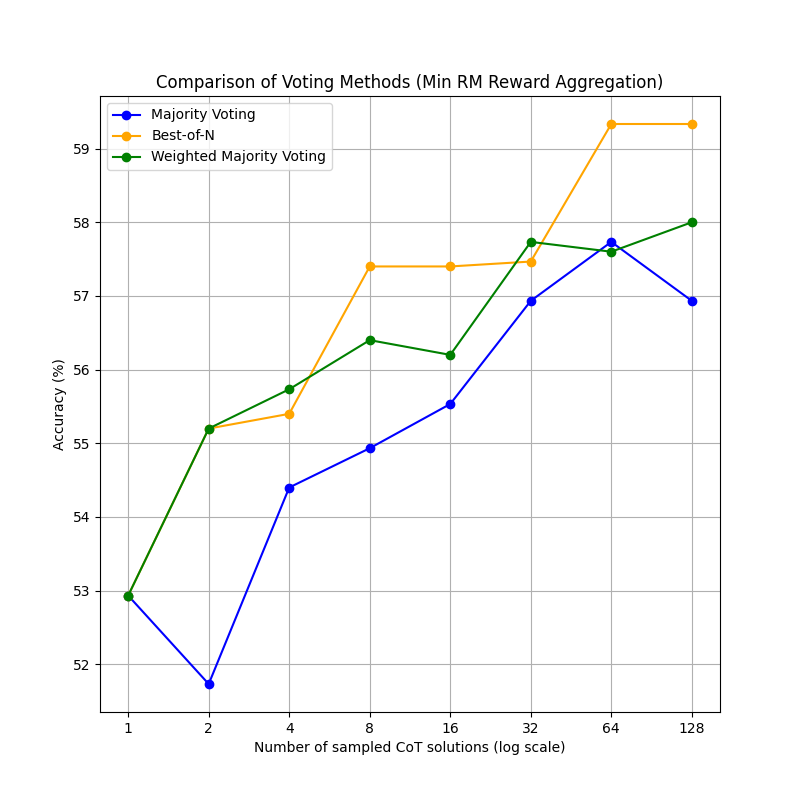 Comparison of Voting Methods (Min RM Reward Aggregation)
Majority Voting
Best-of-N
Weighted Majority Voting
59
58
57
56
55
54
53
52
Accuracy (%)
1 2 4 8 16 32 64 128
Number of sampled CoT solutions (log scale)